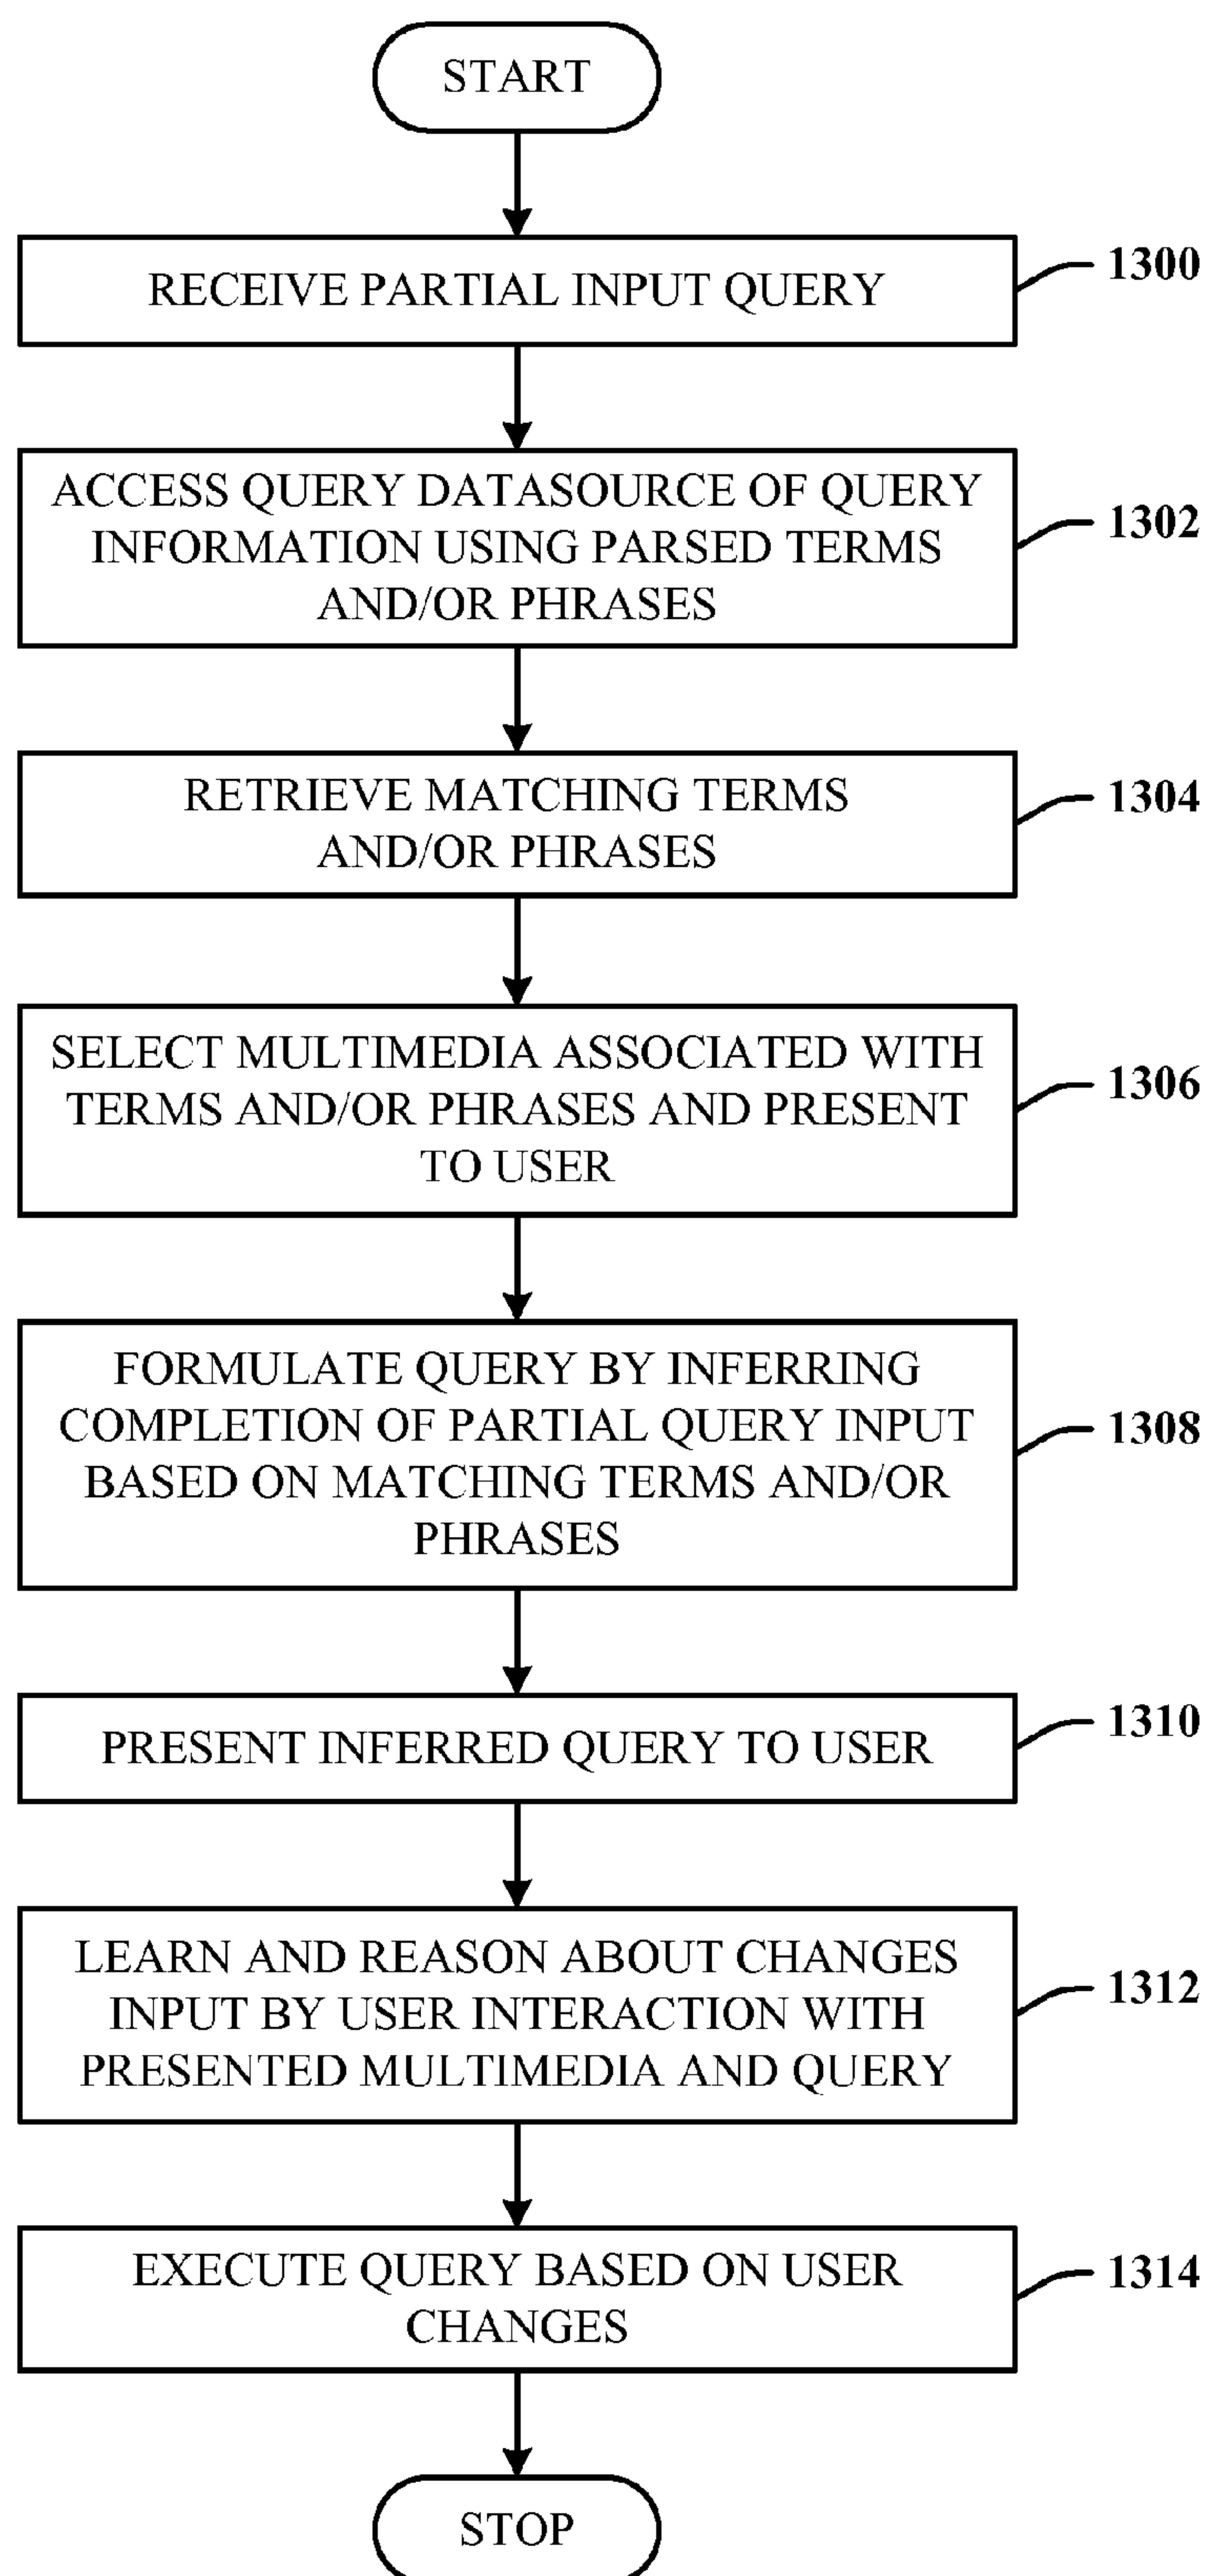 START
RECEIVE PARTIAL INPUT QUERY
1300
ACCESS QUERY DATASOURCE OF QUERY
INFORMATION USING PARSED TERMS
AND/OR PHRASES
1302
RETRIEVE MATCHING TERMS
AND/OR PHRASES
1304
SELECT MULTIMEDIA ASSOCIATED WITH
TERMS AND/OR PHRASES AND PRESENT
TO USER
1306
FORMULATE QUERY BY INFERRING
COMPLETION OF PARTIAL QUERY INPUT
BASED ON MATCHING TERMS AND/OR
PHRASES
1308
PRESENT INFERRED QUERY TO USER
1310
LEARN AND REASON ABOUT CHANGES
INPUT BY USER INTERACTION WITH
PRESENTED MULTIMEDIA AND QUERY
1312
EXECUTE QUERY BASED ON USER
CHANGES
1314
STOP